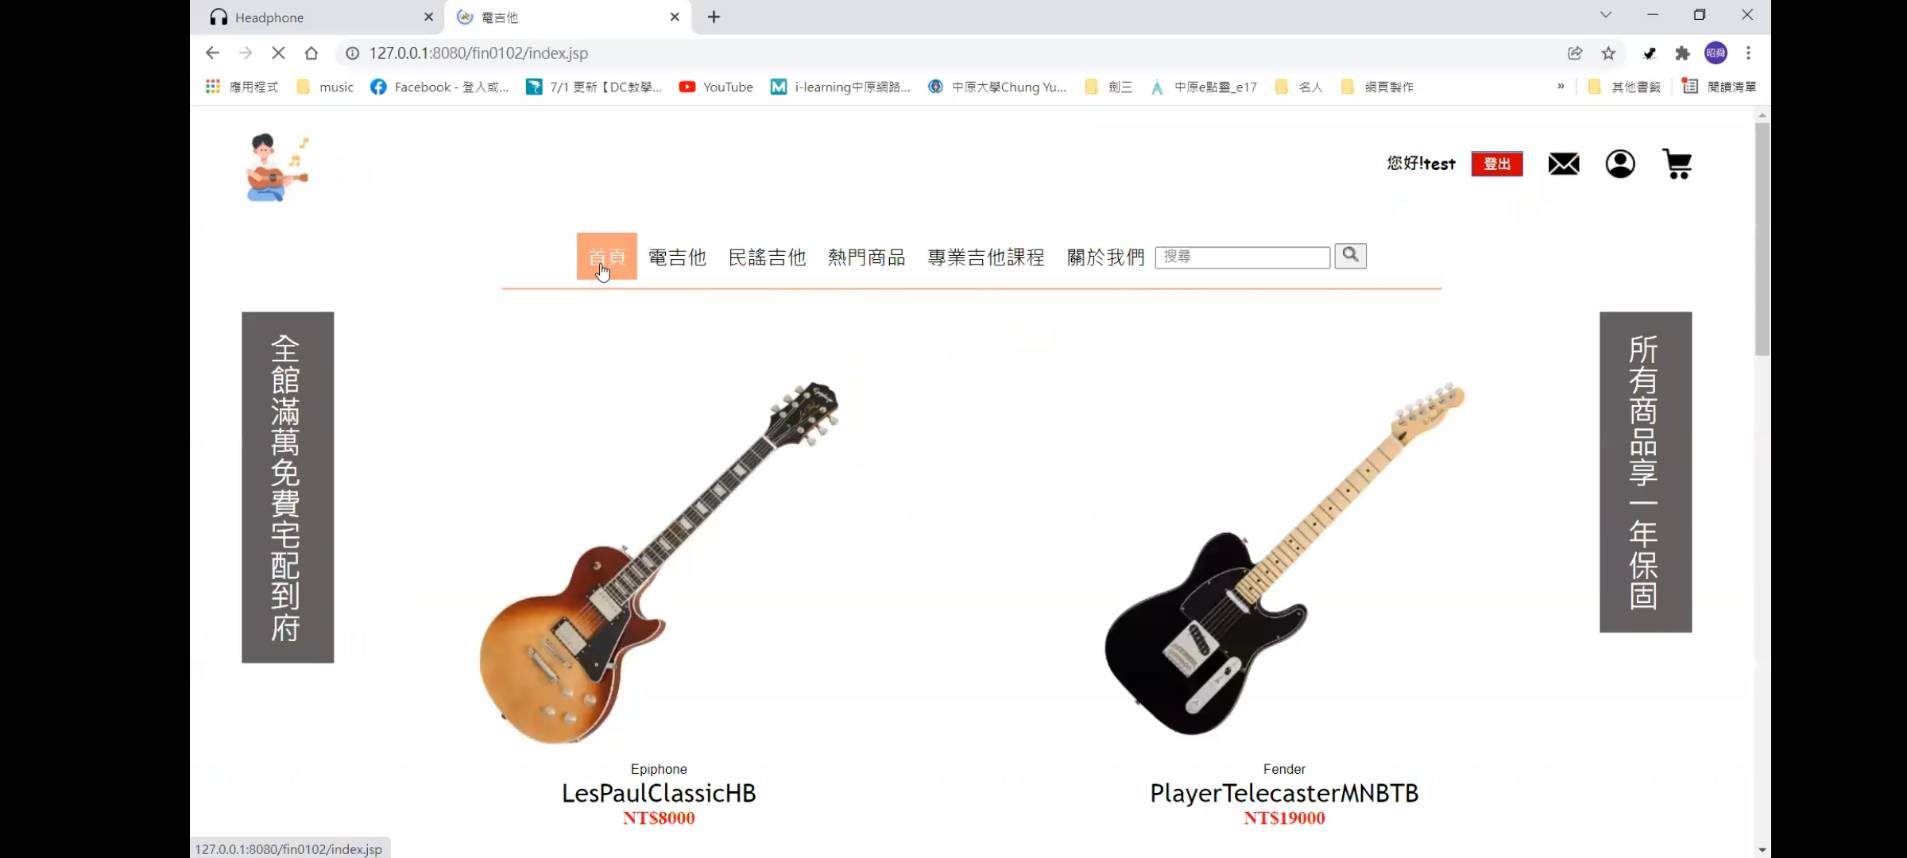 Headphone
電吉他
127.0.0.1:8080/fin0102/index.jsp
昭舜
應用程式 music Facebook - 登入或... 7/1 更新【DC教學... YouTube i-learning中原網路... 中原大學Chung Yu... 劍三 中原e點靈_e17 名人 網頁製作 » 其他書籤 閱讀清單
您好!test 登出
首頁 電吉他 民謠吉他 熱門商品 專業吉他課程 關於我們 搜尋
全館滿萬免費宅配到府
所有商品享一年保固
Epiphone
LesPaulClassicHB
NT$8000
Fender
PlayerTelecasterMNBTB
NT$19000
127.0.0.1:8080/fin0102/index.jsp